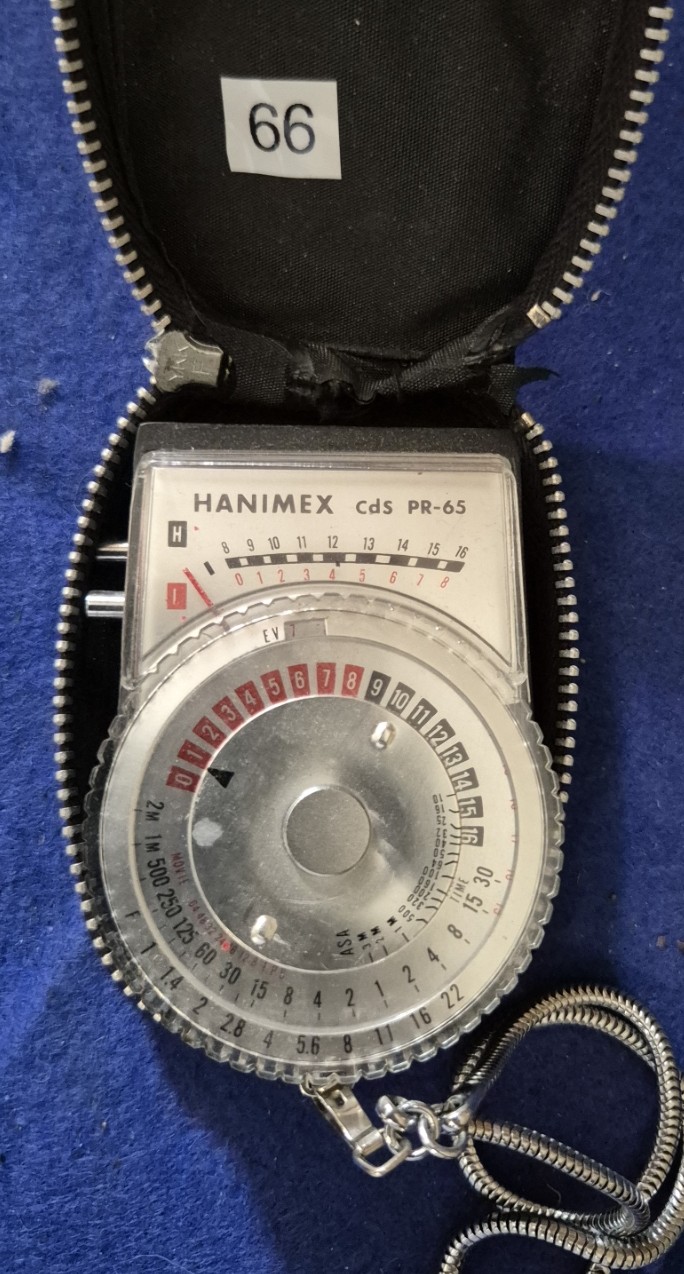 66
HANIMEX CdS PR-65
H
8 9 10 11 12 13 14 15 16
L
0 1 2 3 4 5 6 7 8
EV 7
0 1 2 3 4 5 6 7 8 9 10 11 12 13 14 15 16
2M 1M 500 250 125 60 30 15 8 4 2 1 2 4 8 15 30
TIME
F 1 1.4 2 2.8 4 5.6 8 11 16 22
MOVIE
ASA